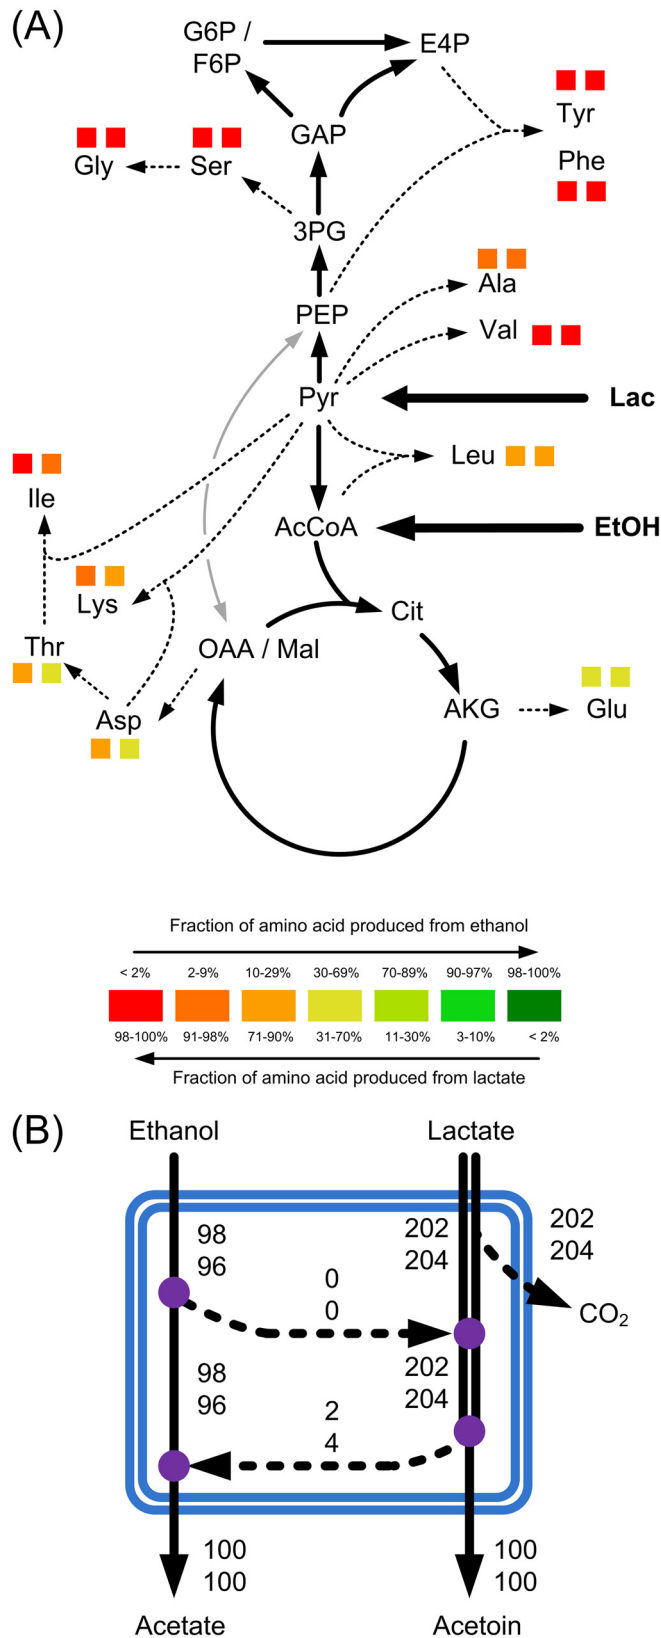 (A)
G6P /
F6P
E4P
Tyr
Phe
GAP
Gly
Ser
3PG
Ala
PEP
Val
Pyr
Lac
Leu
Ile
AcCoA
EtOH
Lys
Cit
Thr
OAA / Mal
Asp
AKG
Glu
Fraction of amino acid produced from ethanol
< 2% 2-9% 10-29% 30-69% 70-89% 90-97% 98-100%
98-100% 91-98% 71-90% 31-70% 11-30% 3-10% < 2%
Fraction of amino acid produced from lactate
(B)
Ethanol Lactate
98
96
202
204
202
204
0
0
CO2
98
96
202
204
2
4
100
100
100
100
Acetate Acetoin